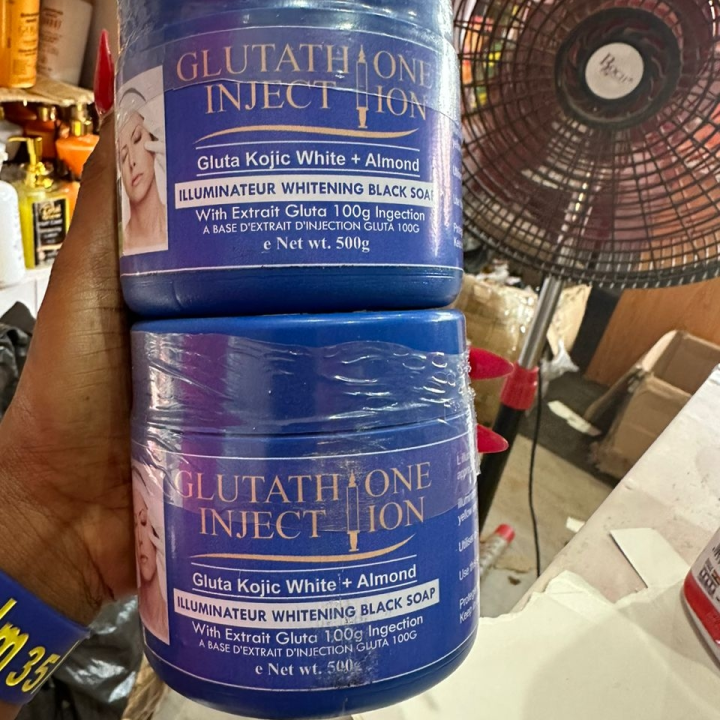 GLUTATHIONE
INJECTION
Gluta Kojic White + Almond
ILLUMINATEUR WHITENING BLACK SOAP
With Extrait Gluta 100g Ingection
A BASE D'EXTRAIT D'INJECTION GLUTA 100G
e Net wt. 500g
GLUTATHIONE
INJECTION
Gluta Kojic White + Almond
ILLUMINATEUR WHITENING BLACK SOAP
With Extrait Gluta 100g Ingection
A BASE D'EXTRAIT D'INJECTION GLUTA 100G
e Net wt. 500g